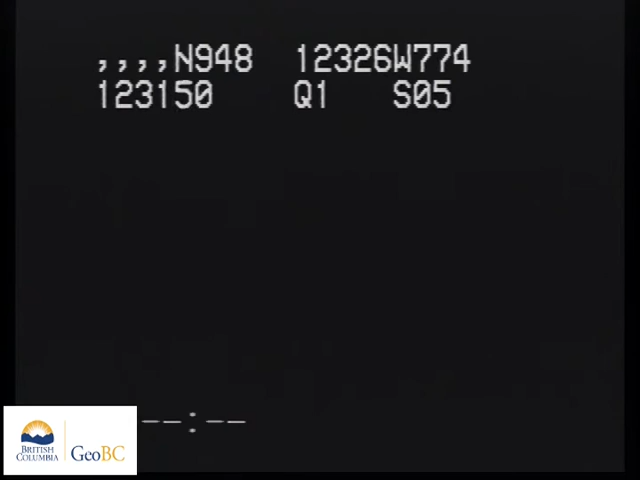 ,,,,N948 12326W774
123150 Q1 S05
--:--
BRITISH
COLUMBIA
GeoBC